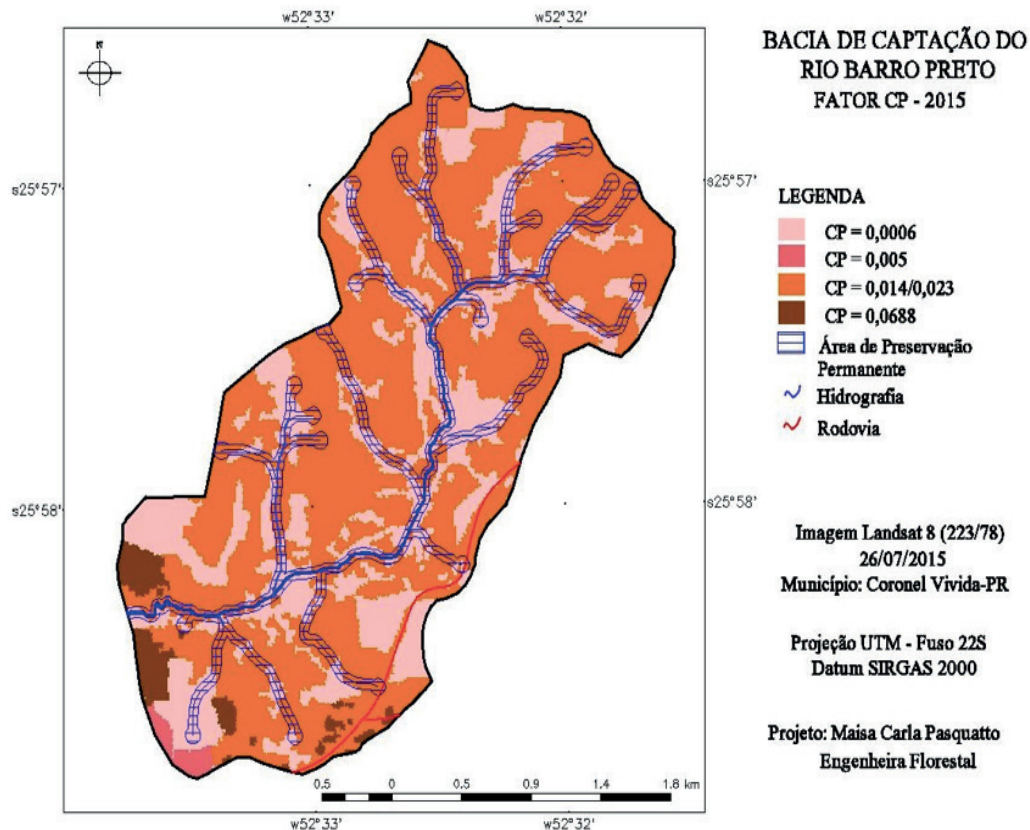 w52°33'
w52°32'
N
s25°57'
s25°57'
s25°58'
s25°58'
0.5
0
0.5
0.9
1.4
1.8 km
w52°33'
w52°32'
BACIA DE CAPTAÇÃO DO
RIO BARRO PRETO
FATOR CP - 2015
LEGENDA
CP = 0,0006
CP = 0,005
CP = 0,014/0,023
CP = 0,0688
Área de Preservação
Permanente
Hidrografia
Rodovia
Imagem Landsat 8 (223/78)
26/07/2015
Município: Coronel Vivida-PR
Projeção UTM - Fuso 22S
Datum SIRGAS 2000
Projeto: Maisa Carla Pasquatto
Engenheira Florestal